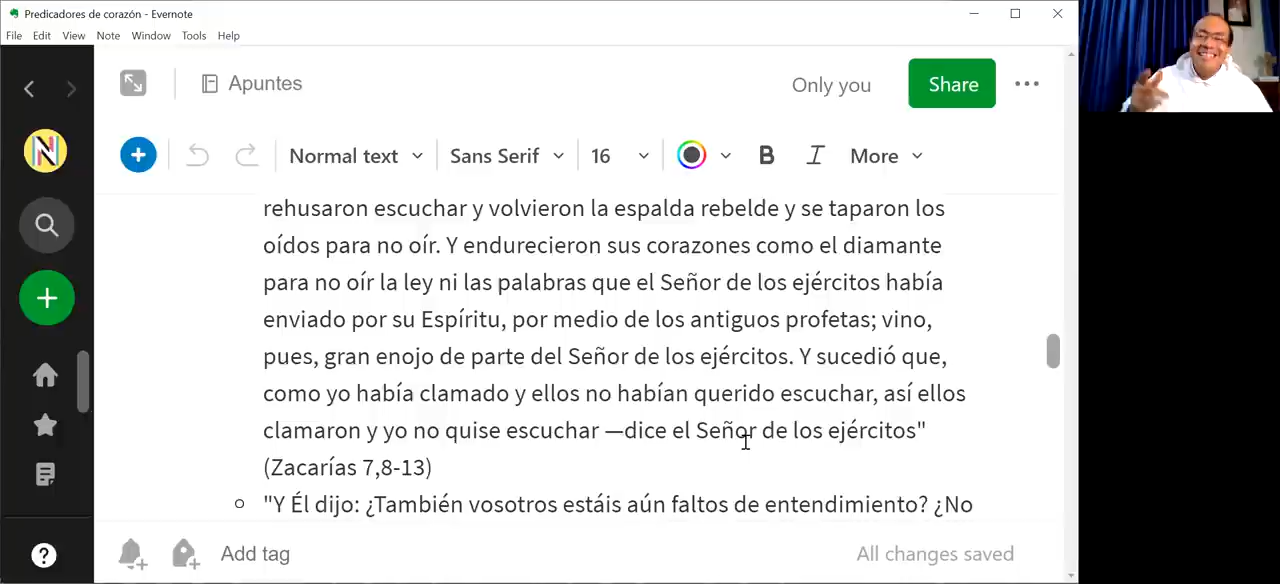 Predicadores de corazón - Evernote
File Edit View Note Window Tools Help
Apuntes
Only you
Share
Normal text
Sans Serif
16
B
I
More
rehusaron escuchar y volvieron la espalda rebelde y se taparon los
oídos para no oír. Y endurecieron sus corazones como el diamante
para no oír la ley ni las palabras que el Señor de los ejércitos había
enviado por su Espíritu, por medio de los antiguos profetas; vino,
pues, gran enojo de parte del Señor de los ejércitos. Y sucedió que,
como yo había clamado y ellos no habían querido escuchar, así ellos
clamaron y yo no quise escuchar —dice el Señor de los ejércitos"
(Zacarías 7,8-13)
"Y Él dijo: ¿También vosotros estáis aún faltos de entendimiento? ¿No
Add tag
All changes saved
N
?